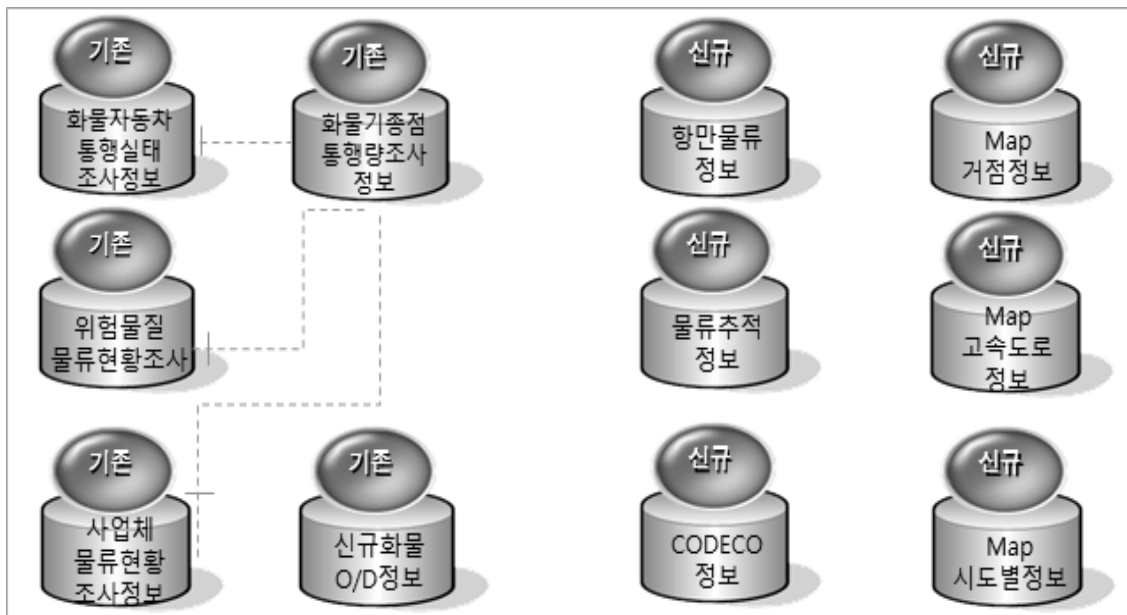 기존
화물자동차
통행실태
조사정보
기존
화물기종점
통행량조사
정보
신규
항만물류
정보
신규
Map
거점정보
기존
위험물질
물류현황조사
신규
물류추적
정보
신규
Map
고속도로
정보
기존
사업체
물류현황
조사정보
기존
신규화물
O/D정보
신규
CODECO
정보
신규
Map
시도별정보